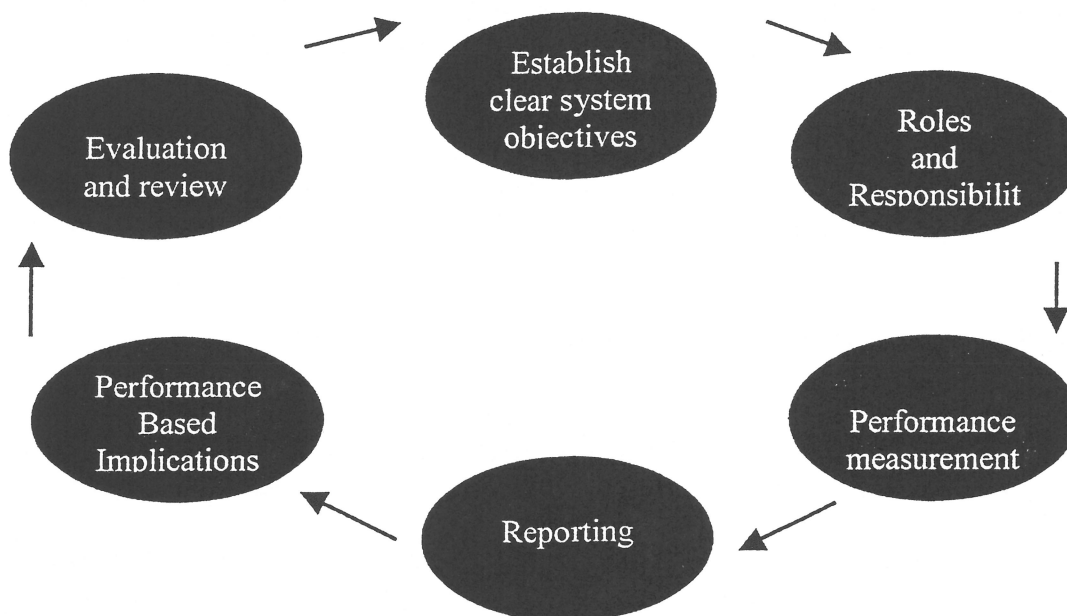 Establish
clear system
objectives
Roles
and
Responsibilit
Performance
measurement
Reporting
Performance
Based
Implications
Evaluation
and review